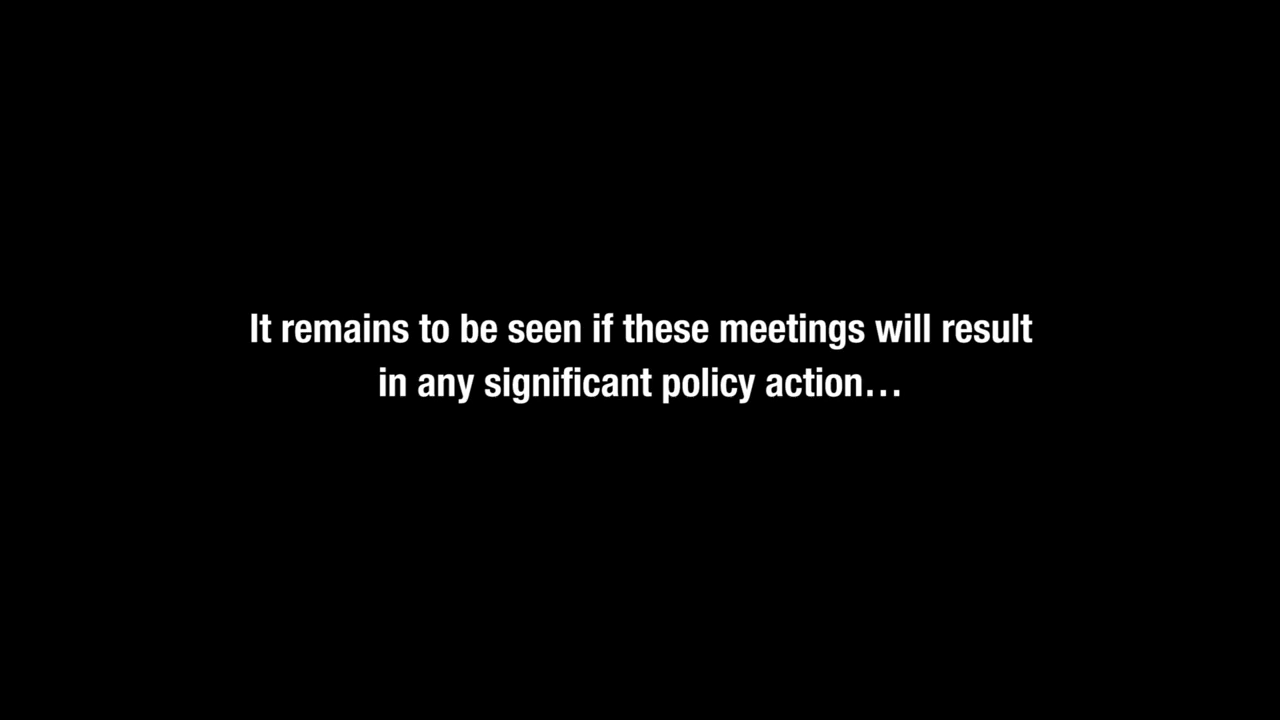 It remains to be seen if these meetings will result
in any significant policy action…